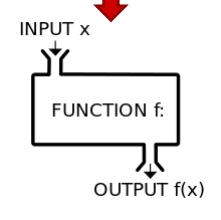 INPUT x
FUNCTION f:
OUTPUT f(x)